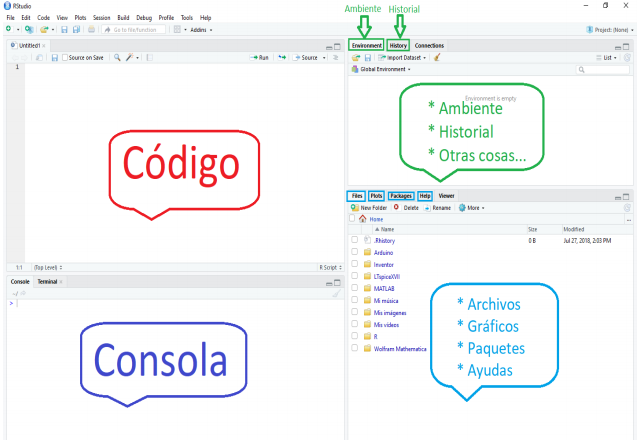 Ambiente Historial
RStudio
File Edit Code View Plots Session Build Debug Profile Tools Help
Go to file/function Addins
Project: (None)
Untitled1
Source on Save Run Source
1
Código
1:1 (Top Level) R Script
Console Terminal
~/
>
Consola
Environment History Connections
Import Dataset List
Global Environment
Environment is empty
* Ambiente
* Historial
* Otras cosas...
Files Plots Packages Help Viewer
New Folder Delete Rename More
Home
Name Size Modified
.Rhistory 0 B Jul 27, 2018, 2:03 PM
Arduino
Inventor
LTspiceXVII
MATLAB
Mi música
Mis imágenes
Mis vídeos
R
Wolfram Mathematica
* Archivos
* Gráficos
* Paquetes
* Ayudas